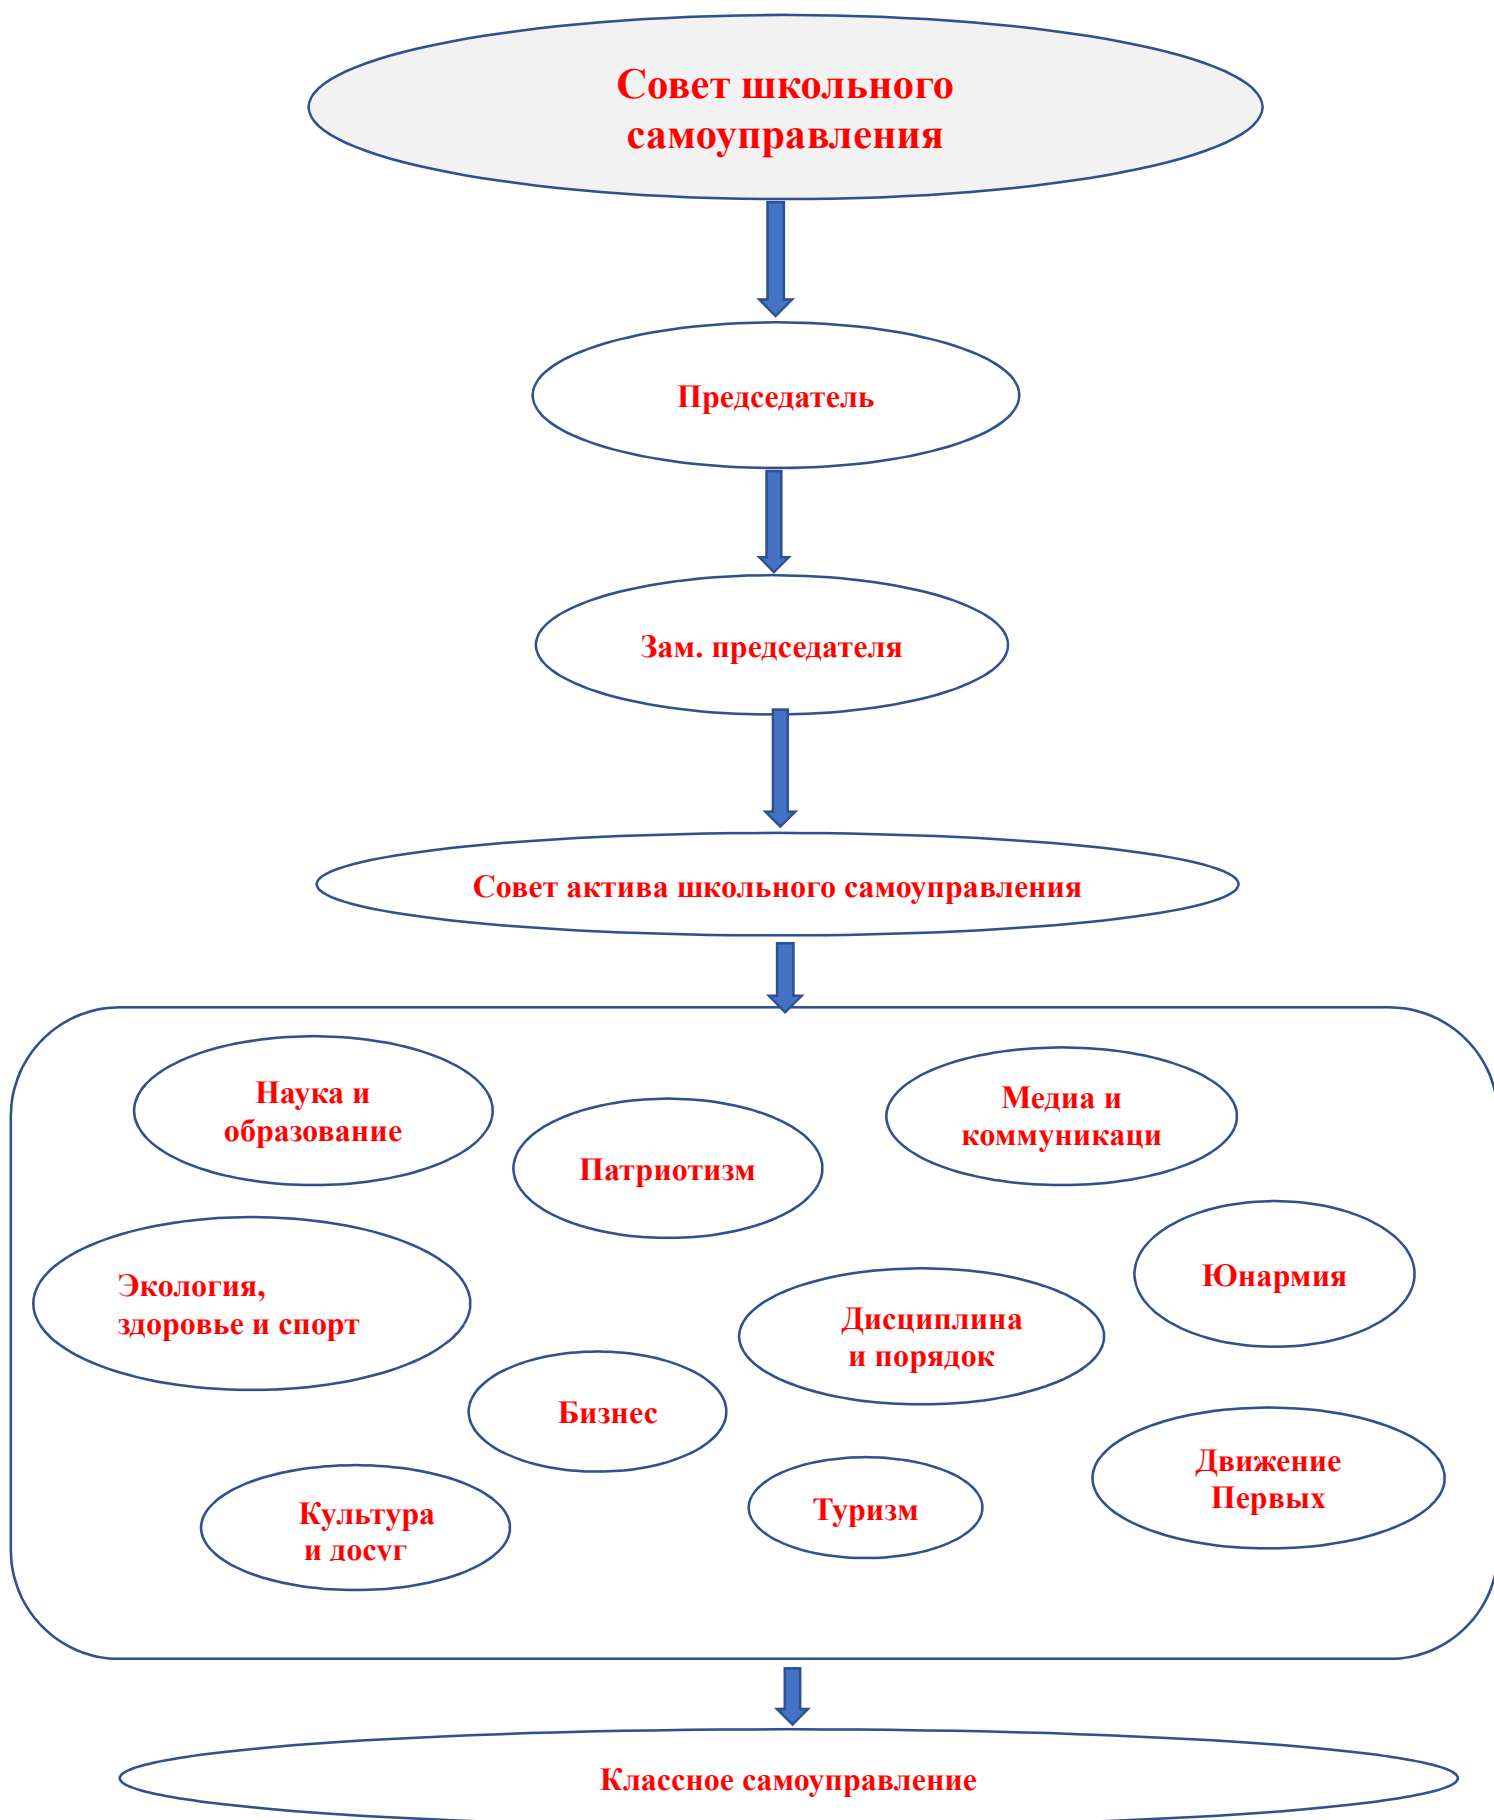 Совет школьного
самоуправления
Председатель
Зам. председателя
Совет актива школьного самоуправления
Наука и
образование
Патриотизм
Медиа и
коммуникаци
Экология,
здоровье и спорт
Юнармия
Дисциплина
и порядок
Бизнес
Движение
Первых
Культура
и досуг
Туризм
Классное самоуправление